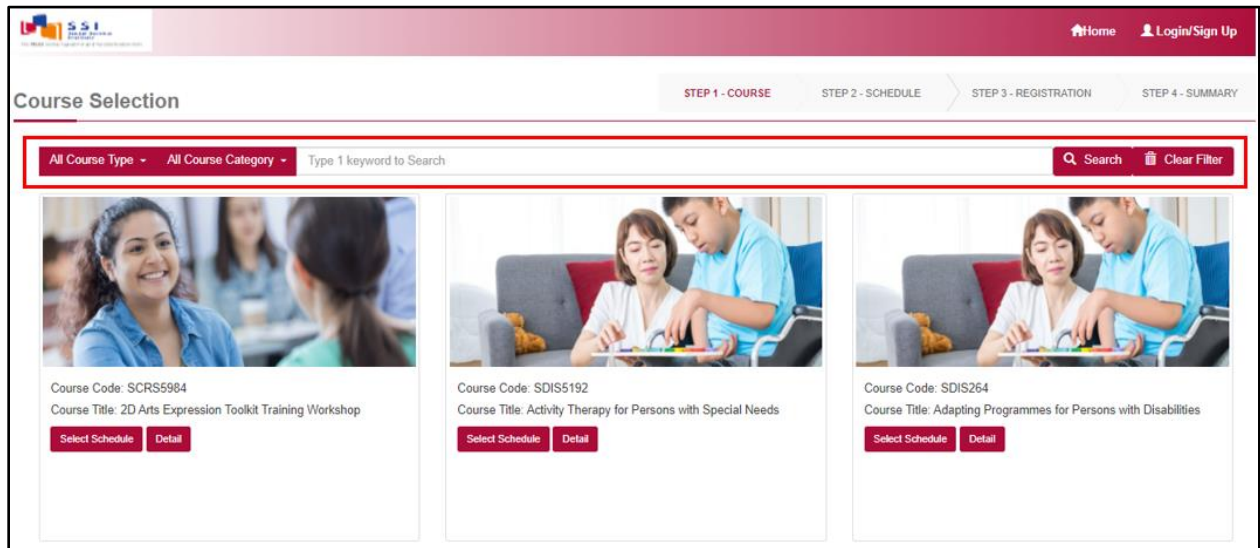 SSI
Social Service
Institute
Home Login/Sign Up
Course Selection
STEP 1 - COURSE STEP 2 - SCHEDULE STEP 3 - REGISTRATION STEP 4 - SUMMARY
All Course Type All Course Category Type 1 keyword to Search Search Clear Filter
Course Code: SCRS5984
Course Title: 2D Arts Expression Toolkit Training Workshop
Select Schedule Detail
Course Code: SDIS5192
Course Title: Activity Therapy for Persons with Special Needs
Select Schedule Detail
Course Code: SDIS264
Course Title: Adapting Programmes for Persons with Disabilities
Select Schedule Detail